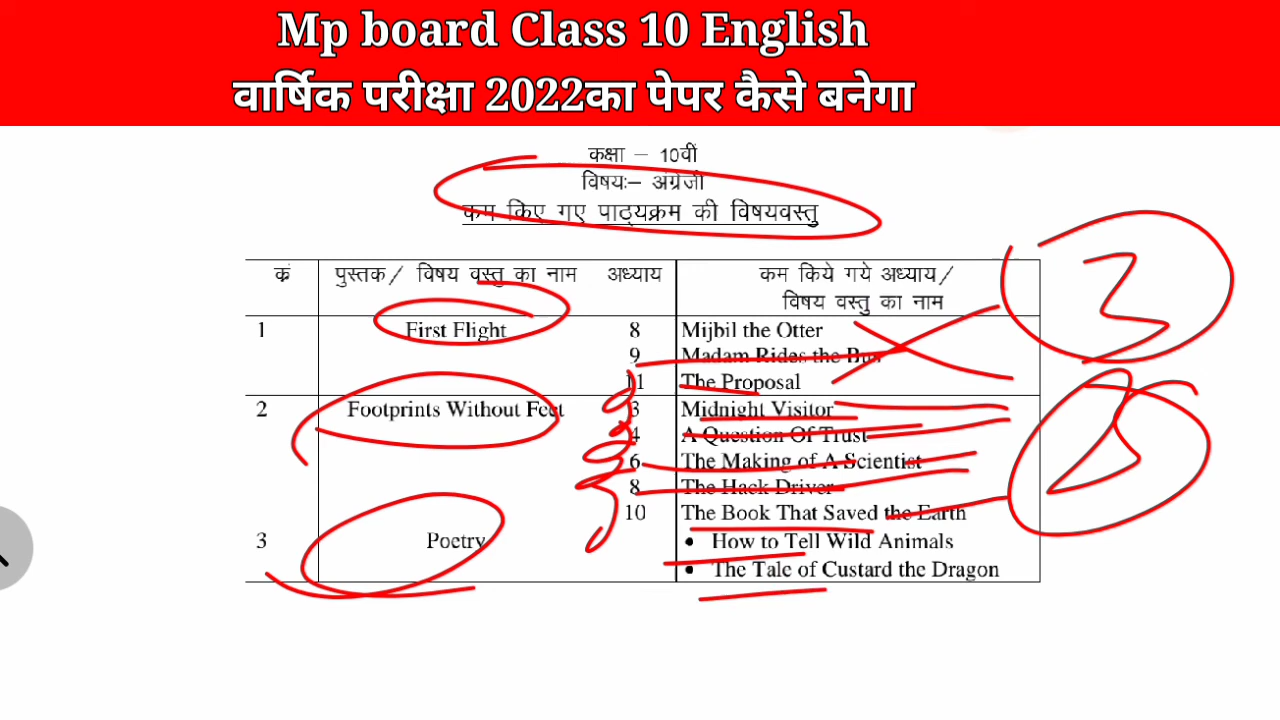 Mp board Class 10 English
वार्षिक परीक्षा 2022का पेपर कैसे बनेगा
कक्षा – 10वीं
विषयः– अंग्रेजी
कम किए गए पाठ्यक्रम की विषयवस्तु
क्रं पुस्तक/ विषय वस्तु का नाम अध्याय कम किये गये अध्याय/
विषय वस्तु का नाम
1 First Flight 8 Mijbil the Otter
9 Madam Rides the Bus
11 The Proposal
2 Footprints Without Feet 3 Midnight Visitor
4 A Question Of Trust
6 The Making of A Scientist
8 The Hack Driver
10 The Book That Saved the Earth
3 Poetry • How to Tell Wild Animals
• The Tale of Custard the Dragon
3